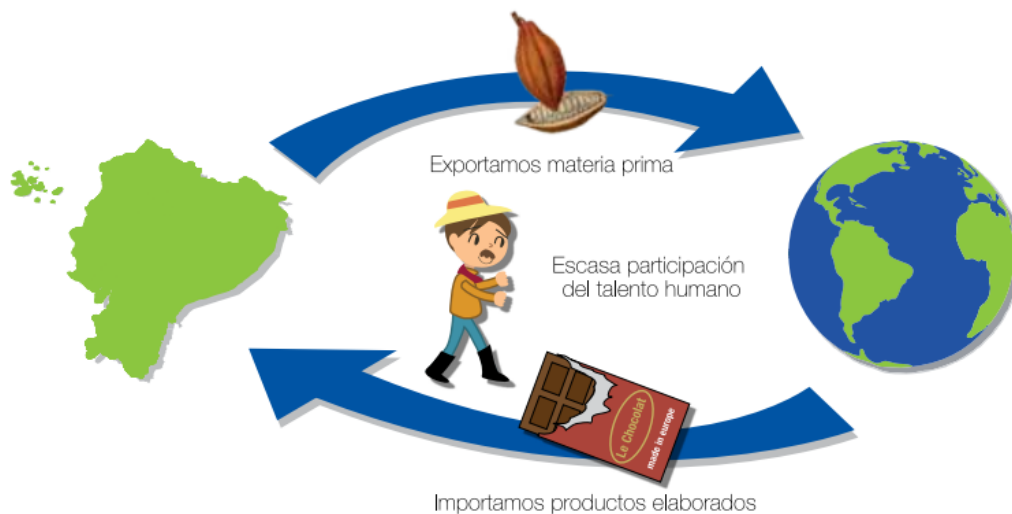 Exportamos materia prima
Escasa participación
del talento humano
Le Chocolat
made in europe
Importamos productos elaborados